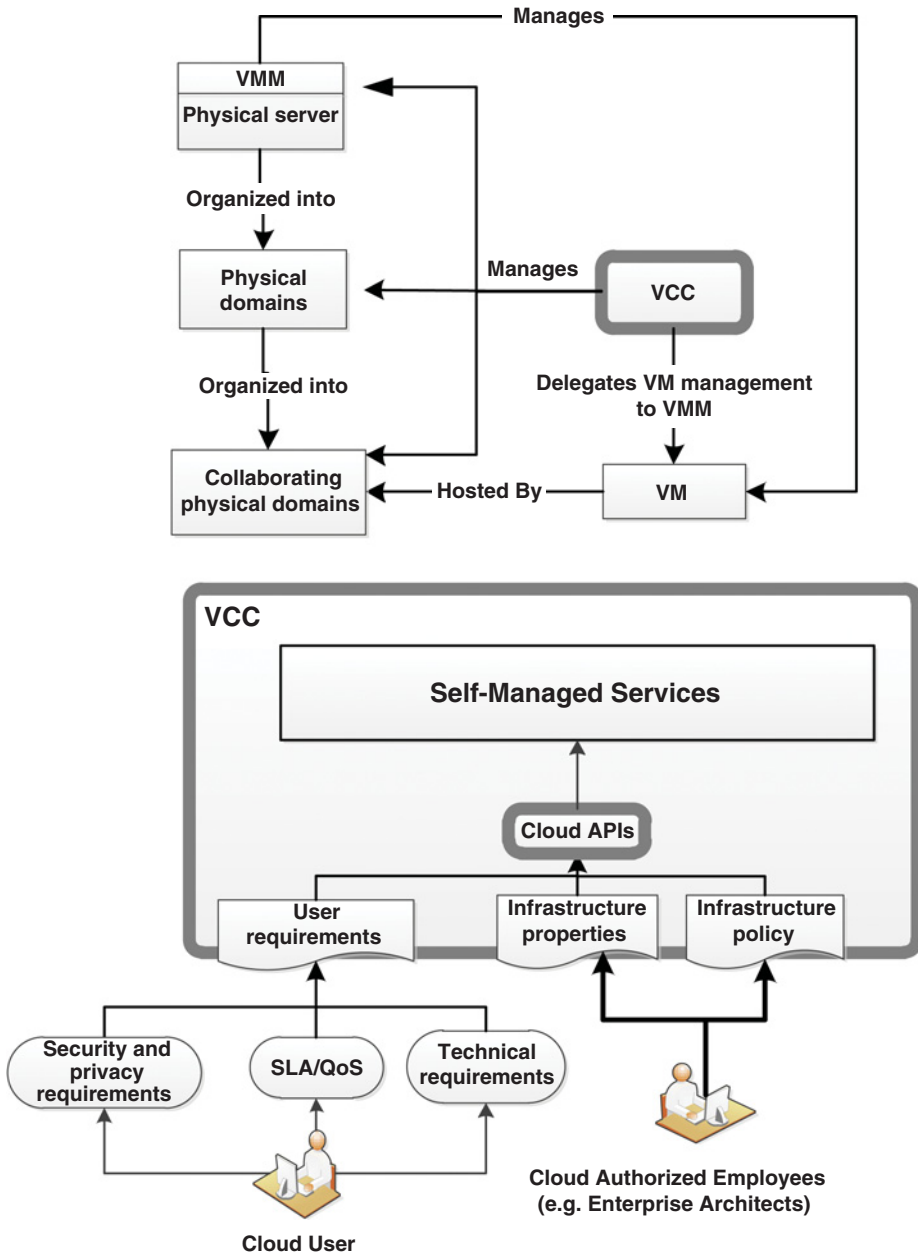 Manages
VMM
Physical server
Organized into
Physical
domains
Manages
VCC
Organized into
Delegates VM management
to VMM
Collaborating
physical domains
Hosted By
VM
VCC
Self-Managed Services
Cloud APIs
User
requirements
Infrastructure
properties
Infrastructure
policy
Security and
privacy
requirements
SLA/QoS
Technical
requirements
Cloud User
Cloud Authorized Employees
(e.g. Enterprise Architects)